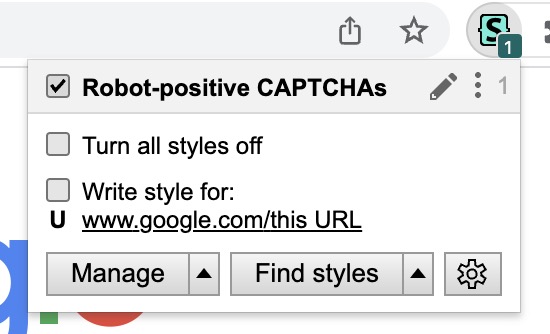 S
1
Robot-positive CAPTCHAs 1
Turn all styles off
Write style for:
U www.google.com/this URL
Manage
Find styles
g